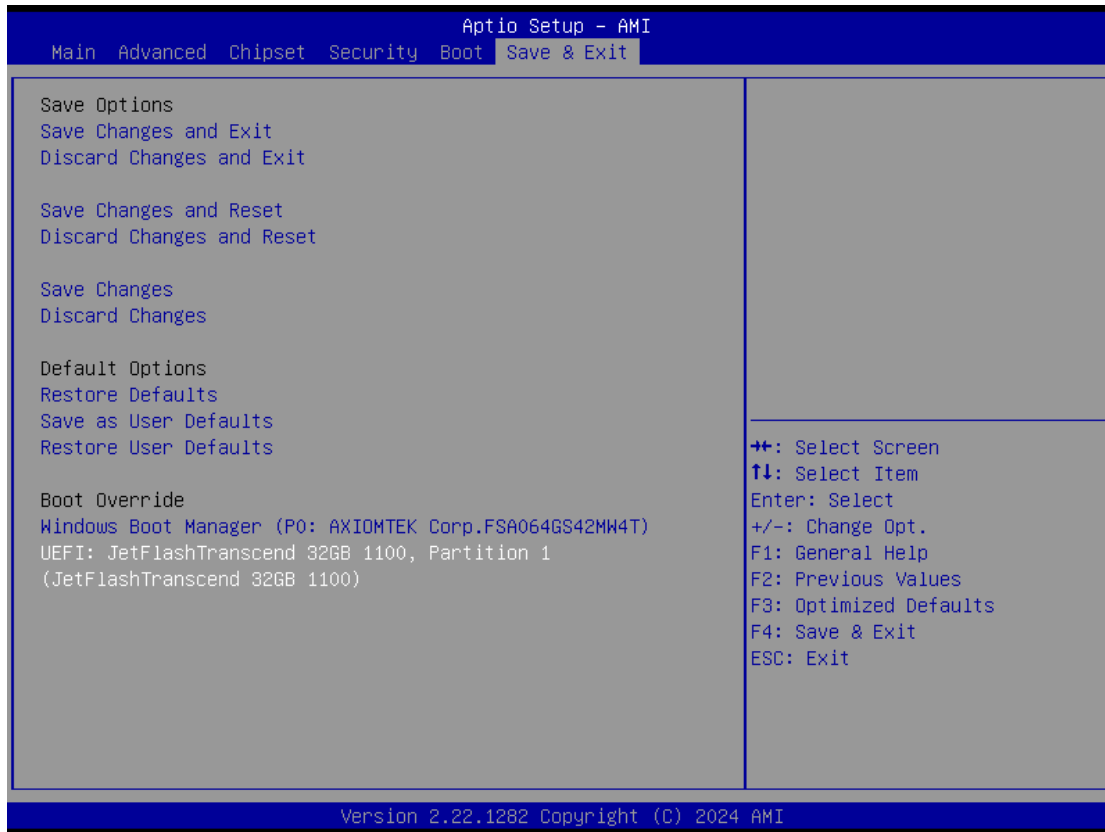 Aptio Setup – AMI
Main Advanced Chipset Security Boot Save & Exit
Save Options
Save Changes and Exit
Discard Changes and Exit
Save Changes and Reset
Discard Changes and Reset
Save Changes
Discard Changes
Default Options
Restore Defaults
Save as User Defaults
Restore User Defaults
Boot Override
Windows Boot Manager (P0: AXIOMTEK Corp.FSA064GS42MW4T)
UEFI: JetFlashTranscend 32GB 1100, Partition 1
(JetFlashTranscend 32GB 1100)
→←: Select Screen
↑↓: Select Item
Enter: Select
+/-: Change Opt.
F1: General Help
F2: Previous Values
F3: Optimized Defaults
F4: Save & Exit
ESC: Exit
Version 2.22.1282 Copyright (C) 2024 AMI